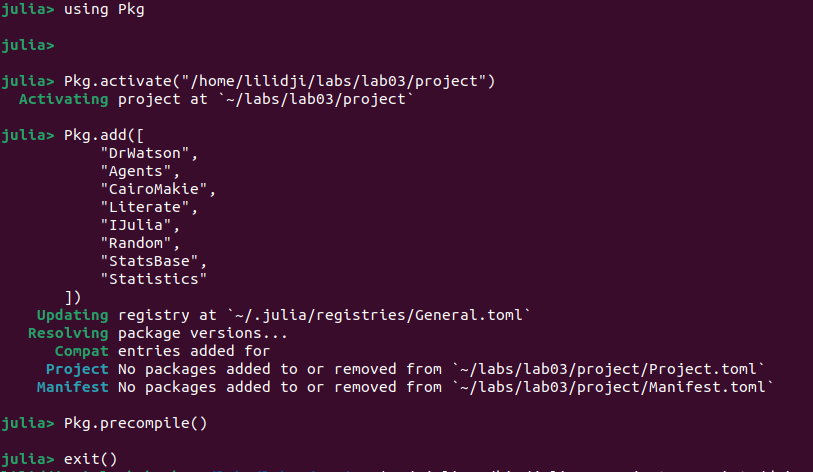 julia> using Pkg
julia>
julia> Pkg.activate("/home/lilidji/labs/lab03/project")
Activating project at `~/labs/lab03/project`
julia> Pkg.add([
"DrWatson",
"Agents",
"CairoMakie",
"Literate",
"IJulia",
"Random",
"StatsBase",
"Statistics"
])
Updating registry at `~/.julia/registries/General.toml`
Resolving package versions...
Compat entries added for
Project No packages added to or removed from `~/labs/lab03/project/Project.toml`
Manifest No packages added to or removed from `~/labs/lab03/project/Manifest.toml`
julia> Pkg.precompile()
julia> exit()